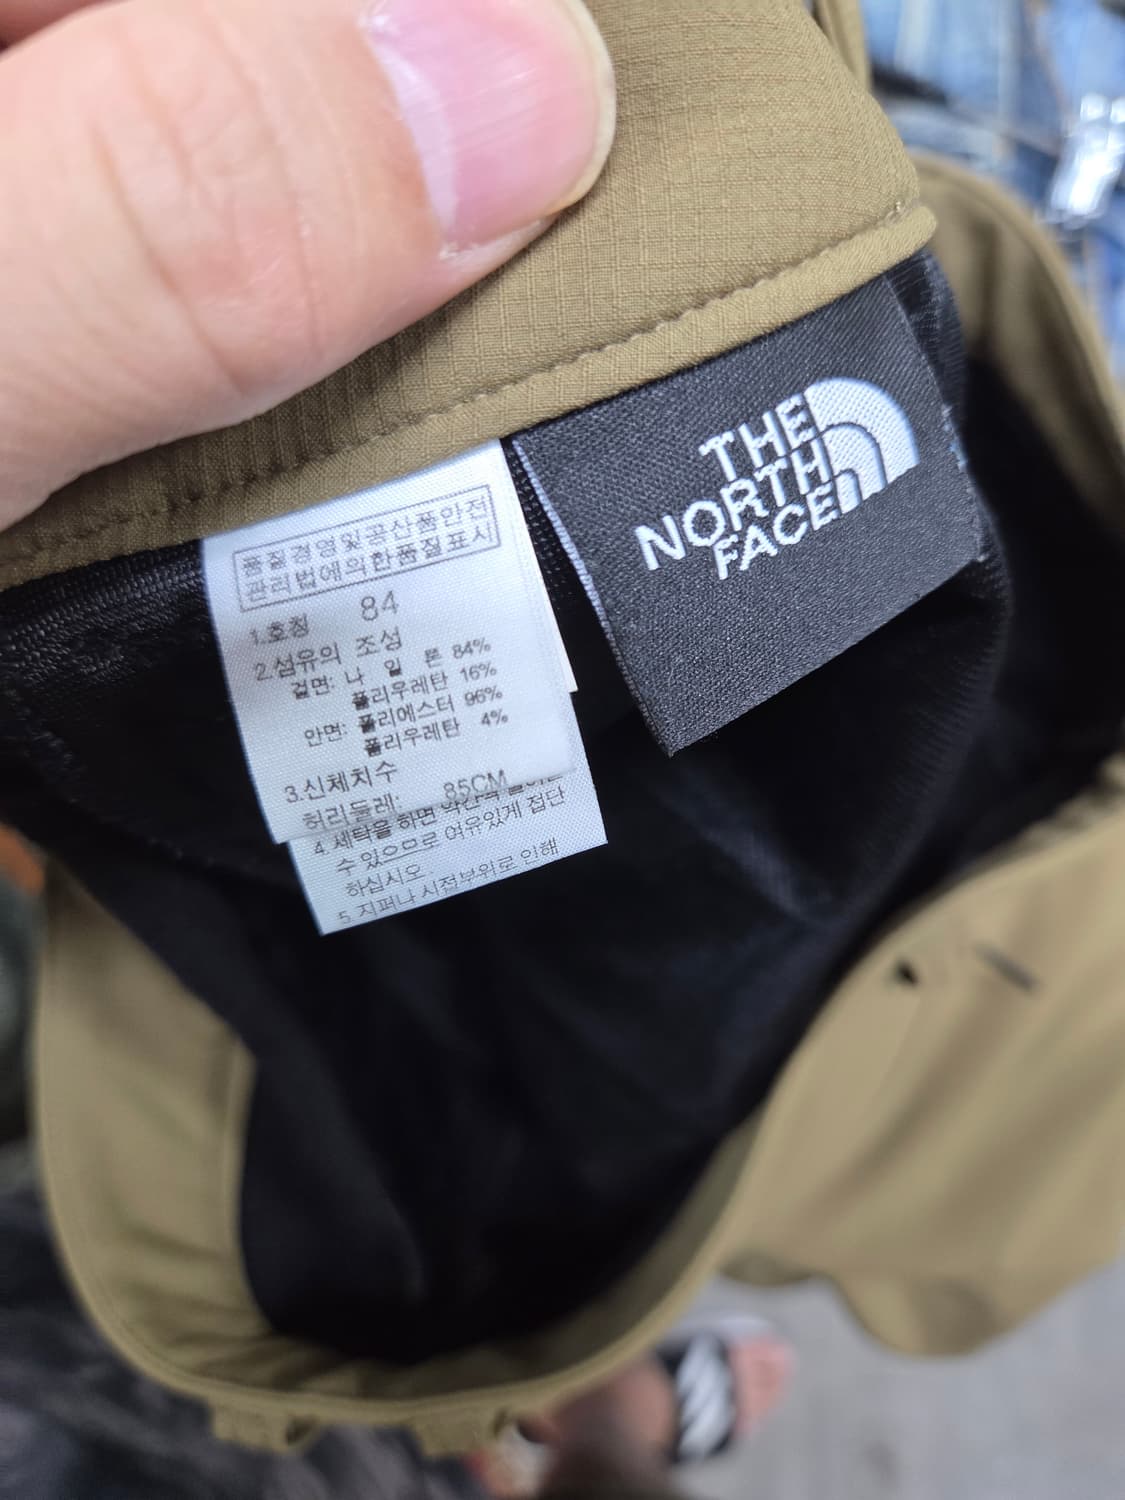 품질경영및공산품안전
관리법에의한품질표시
1.호칭 84
2.섬유의 조성
겉면: 나 일 론 84%
폴리우레탄 16%
안면: 폴리에스터 96%
폴리우레탄 4%
3.신체치수
허리둘레: 85CM
4.세탁을 하면 약간의
수 있으므로 여유있게 접단
하십시오
5. 지퍼나 시접부위로 인해
THE
NORTH
FACE